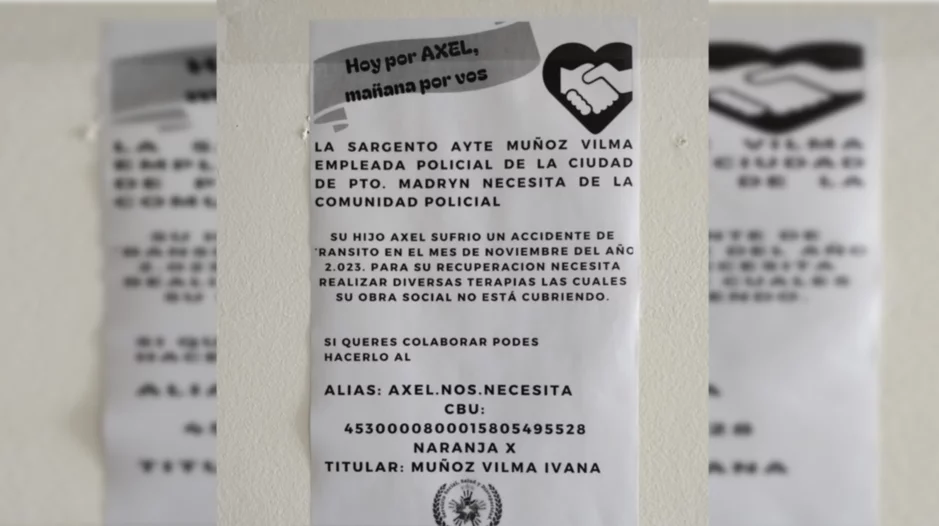 Hoy por AXEL,
mañana por vos
LA SARGENTO AYTE MUÑOZ VILMA
EMPLEADA POLICIAL DE LA CIUDAD
DE PTO. MADRYN NECESITA DE LA
COMUNIDAD POLICIAL
SU HIJO AXEL SUFRIO UN ACCIDENTE DE
TRANSITO EN EL MES DE NOVIEMBRE DEL AÑO
2.023. PARA SU RECUPERACION NECESITA
REALIZAR DIVERSAS TERAPIAS LAS CUALES
SU OBRA SOCIAL NO ESTÁ CUBRIENDO.
SI QUERES COLABORAR PODES
HACERLO AL
ALIAS: AXEL.NOS.NECESITA
CBU:
4530000800015805495528
NARANJA X
TITULAR: MUÑOZ VILMA IVANA